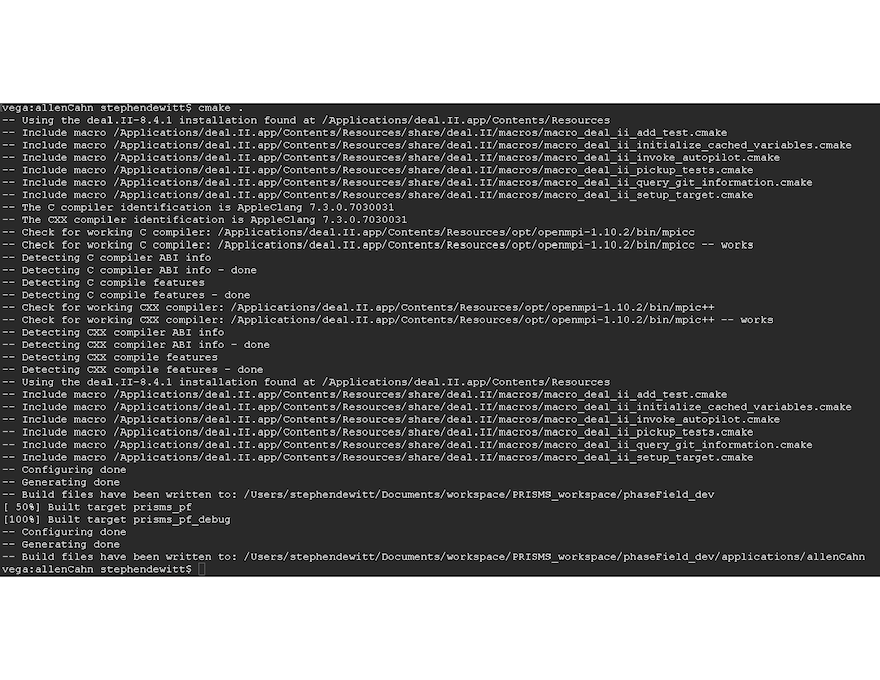 vega:allenCahn stephendewitt$ cmake .
-- Using the deal.II-8.4.1 installation found at /Applications/deal.II.app/Contents/Resources
-- Include macro /Applications/deal.II.app/Contents/Resources/share/deal.II/macros/macro_deal_ii_add_test.cmake
-- Include macro /Applications/deal.II.app/Contents/Resources/share/deal.II/macros/macro_deal_ii_initialize_cached_variables.cmake
-- Include macro /Applications/deal.II.app/Contents/Resources/share/deal.II/macros/macro_deal_ii_invoke_autopilot.cmake
-- Include macro /Applications/deal.II.app/Contents/Resources/share/deal.II/macros/macro_deal_ii_pickup_tests.cmake
-- Include macro /Applications/deal.II.app/Contents/Resources/share/deal.II/macros/macro_deal_ii_query_git_information.cmake
-- Include macro /Applications/deal.II.app/Contents/Resources/share/deal.II/macros/macro_deal_ii_setup_target.cmake
-- The C compiler identification is AppleClang 7.3.0.7030031
-- The CXX compiler identification is AppleClang 7.3.0.7030031
-- Check for working C compiler: /Applications/deal.II.app/Contents/Resources/opt/openmpi-1.10.2/bin/mpicc
-- Check for working C compiler: /Applications/deal.II.app/Contents/Resources/opt/openmpi-1.10.2/bin/mpicc -- works
-- Detecting C compiler ABI info
-- Detecting C compiler ABI info - done
-- Detecting C compile features
-- Detecting C compile features - done
-- Check for working CXX compiler: /Applications/deal.II.app/Contents/Resources/opt/openmpi-1.10.2/bin/mpic++
-- Check for working CXX compiler: /Applications/deal.II.app/Contents/Resources/opt/openmpi-1.10.2/bin/mpic++ -- works
-- Detecting CXX compiler ABI info
-- Detecting CXX compiler ABI info - done
-- Detecting CXX compile features
-- Detecting CXX compile features - done
-- Using the deal.II-8.4.1 installation found at /Applications/deal.II.app/Contents/Resources
-- Include macro /Applications/deal.II.app/Contents/Resources/share/deal.II/macros/macro_deal_ii_add_test.cmake
-- Include macro /Applications/deal.II.app/Contents/Resources/share/deal.II/macros/macro_deal_ii_initialize_cached_variables.cmake
-- Include macro /Applications/deal.II.app/Contents/Resources/share/deal.II/macros/macro_deal_ii_invoke_autopilot.cmake
-- Include macro /Applications/deal.II.app/Contents/Resources/share/deal.II/macros/macro_deal_ii_pickup_tests.cmake
-- Include macro /Applications/deal.II.app/Contents/Resources/share/deal.II/macros/macro_deal_ii_query_git_information.cmake
-- Include macro /Applications/deal.II.app/Contents/Resources/share/deal.II/macros/macro_deal_ii_setup_target.cmake
-- Configuring done
-- Generating done
-- Build files have been written to: /Users/stephendewitt/Documents/workspace/PRISMS_workspace/phaseField_dev
[ 50%] Built target prisms_pf
[100%] Built target prisms_pf_debug
-- Configuring done
-- Generating done
-- Build files have been written to: /Users/stephendewitt/Documents/workspace/PRISMS_workspace/phaseField_dev/applications/allenCahn
vega:allenCahn stephendewitt$